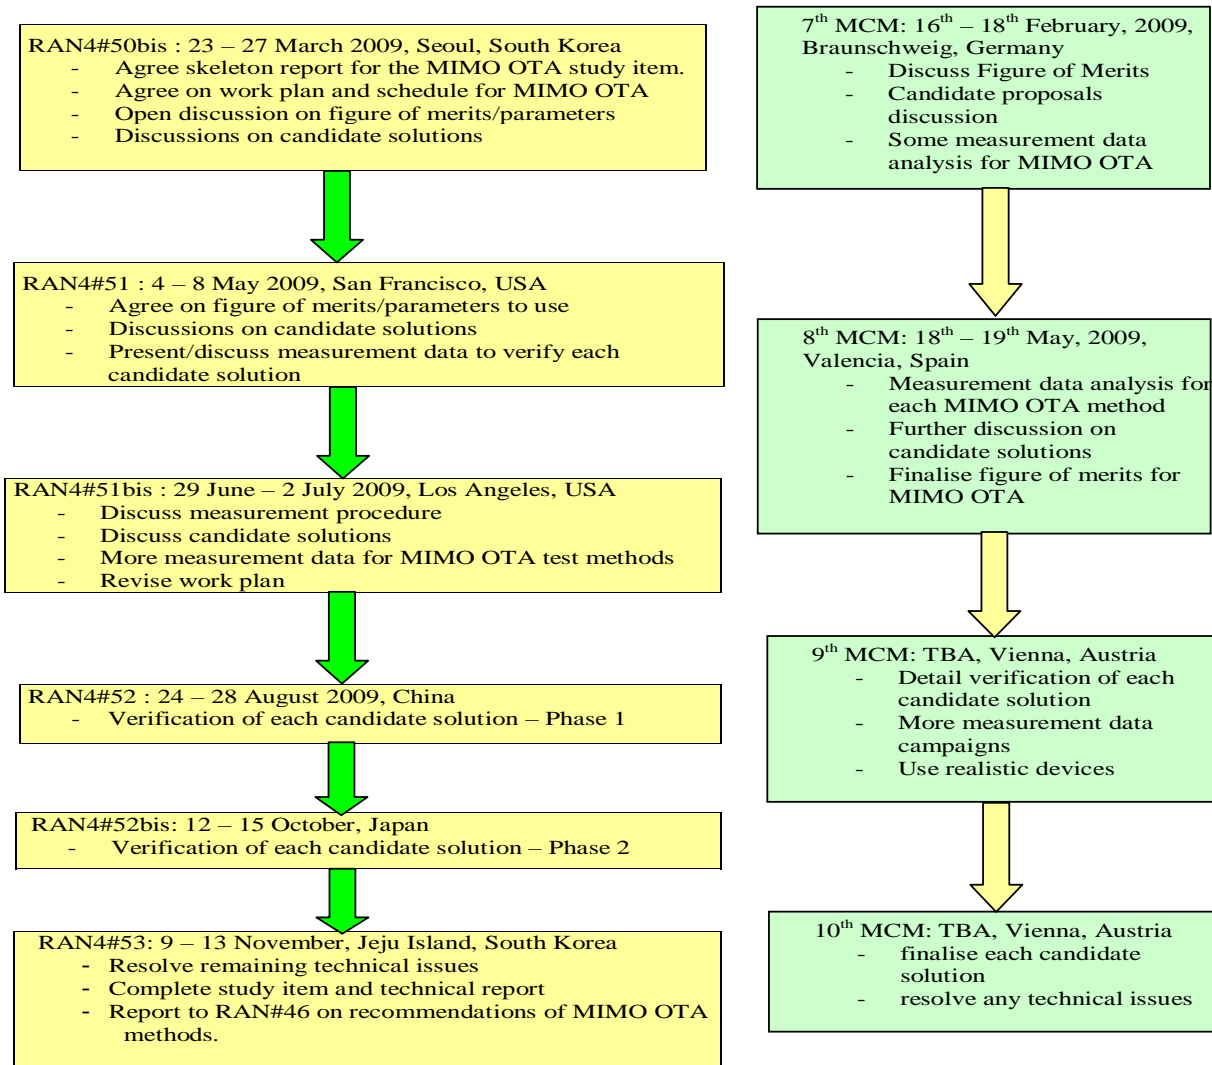 RAN4#50bis : 23 – 27 March 2009, Seoul, South Korea
- Agree skeleton report for the MIMO OTA study item.
- Agree on work plan and schedule for MIMO OTA
- Open discussion on figure of merits/parameters
- Discussions on candidate solutions
RAN4#51 : 4 – 8 May 2009, San Francisco, USA
- Agree on figure of merits/parameters to use
- Discussions on candidate solutions
- Present/discuss measurement data to verify each
candidate solution
RAN4#51bis : 29 June – 2 July 2009, Los Angeles, USA
- Discuss measurement procedure
- Discuss candidate solutions
- More measurement data for MIMO OTA test methods
- Revise work plan
RAN4#52 : 24 – 28 August 2009, China
- Verification of each candidate solution – Phase 1
RAN4#52bis: 12 – 15 October, Japan
- Verification of each candidate solution – Phase 2
RAN4#53: 9 – 13 November, Jeju Island, South Korea
- Resolve remaining technical issues
- Complete study item and technical report
- Report to RAN#46 on recommendations of MIMO OTA
methods.
7th MCM: 16th – 18th February, 2009,
Braunschweig, Germany
- Discuss Figure of Merits
- Candidate proposals
discussion
- Some measurement data
analysis for MIMO OTA
8th MCM: 18th – 19th May, 2009,
Valencia, Spain
- Measurement data analysis for
each MIMO OTA method
- Further discussion on
candidate solutions
- Finalise figure of merits for
MIMO OTA
9th MCM: TBA, Vienna, Austria
- Detail verification of each
candidate solution
- More measurement data
campaigns
- Use realistic devices
10th MCM: TBA, Vienna, Austria
- finalise each candidate
solution
- resolve any technical issues